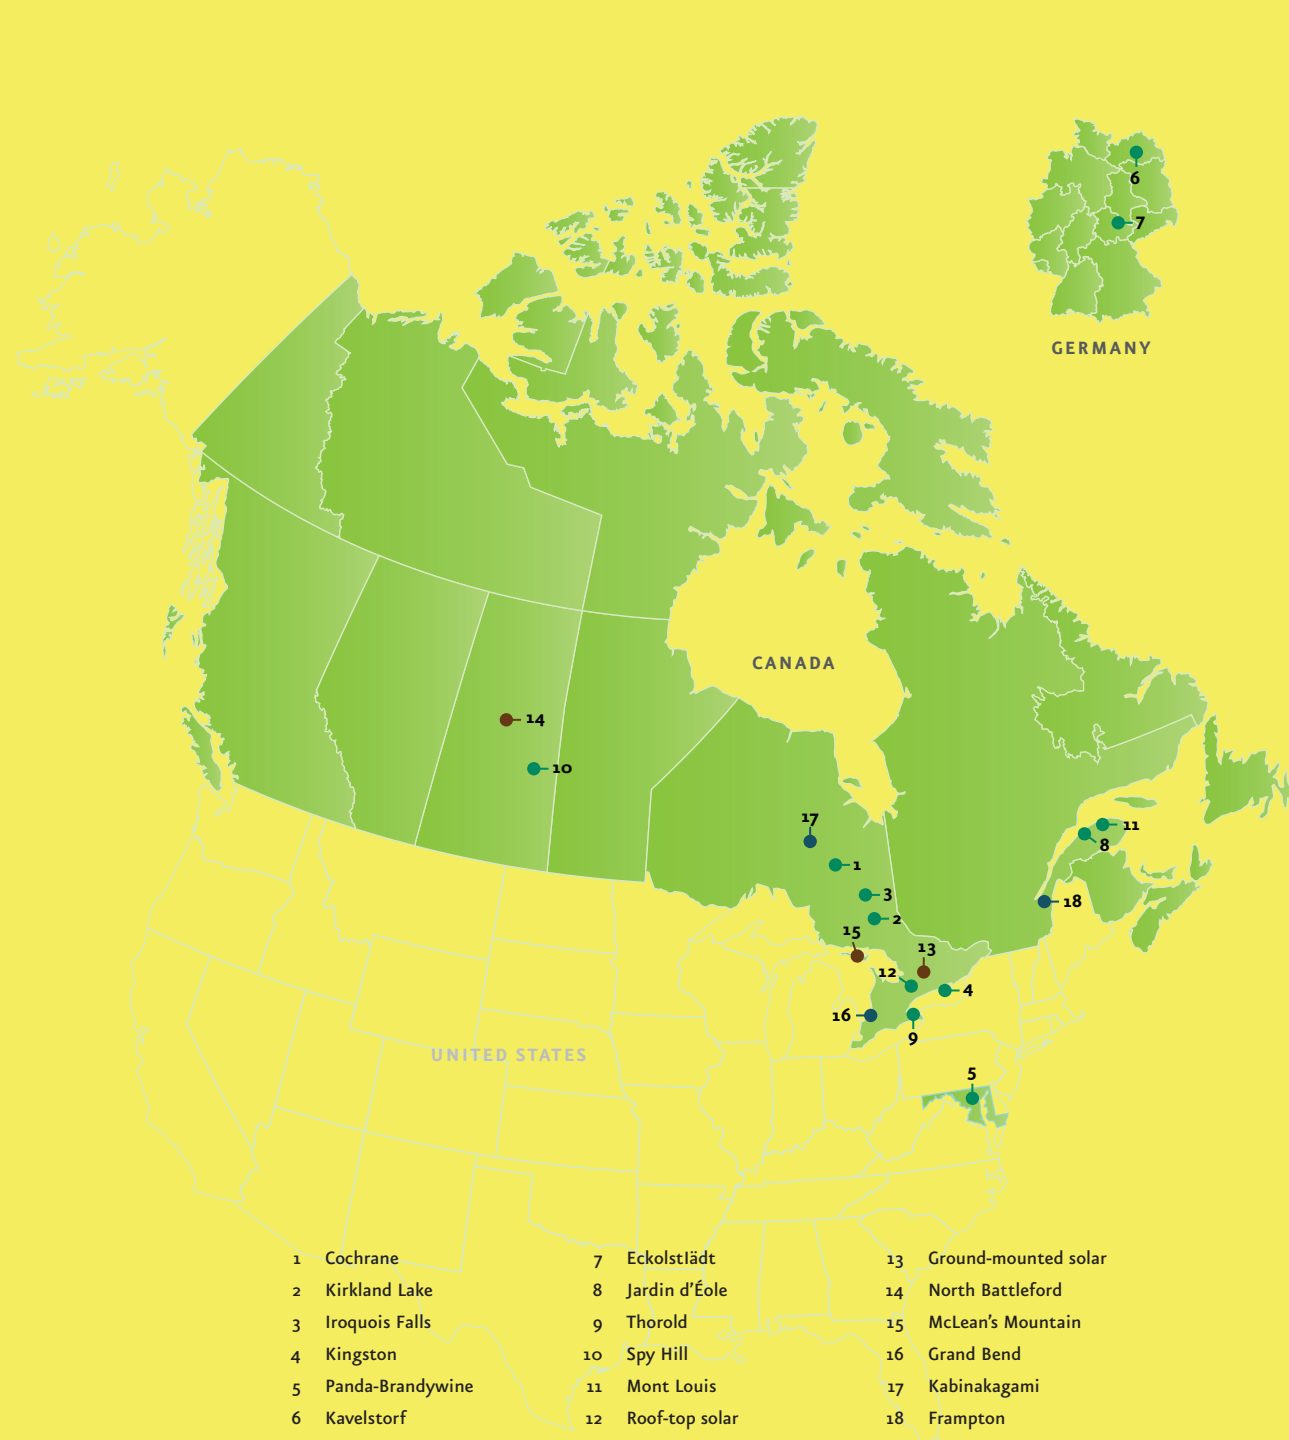 6
7
GERMANY
CANADA
14
10
17
1
11
8
3
18
2
15
13
12
4
16
9
UNITED STATES
5
1 Cochrane
2 Kirkland Lake
3 Iroquois Falls
4 Kingston
5 Panda-Brandywine
6 Kavelstorf
7 Eckolstlädt
8 Jardin d’Éole
9 Thorold
10 Spy Hill
11 Mont Louis
12 Roof-top solar
13 Ground-mounted solar
14 North Battleford
15 McLean’s Mountain
16 Grand Bend
17 Kabinakagami
18 Frampton